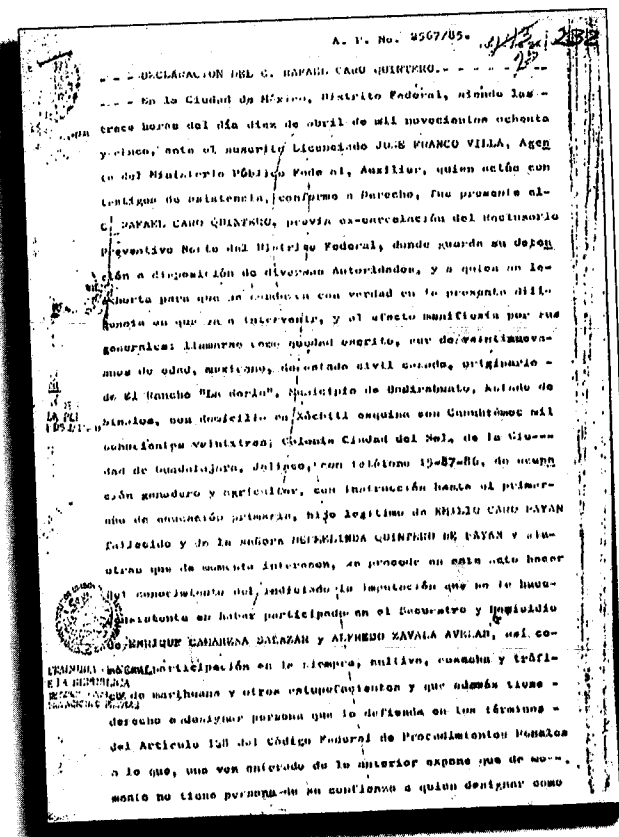 A. P. No. 2567/85.
- - - DECLARACION DEL C. RAFAEL CARO QUINTERO.- - - - - -
- - - En la Ciudad de México, Distrito Federal, siendo las -
trece horas del día diez de abril de mil novecientos ochenta
y cinco, ante el suscrito Licenciado JOSE FRANCO VILLA, Agen
te del Ministerio Público Federal, Auxiliar, quien actúa con
testigos de asistencia, conforme a Derecho, fue presente el-
C. RAFAEL CARO QUINTERO, previa ex-carcelación del Reclusorio
Preventivo Norte del Distrito Federal, donde guarda su deten
ción a disposición de diversas Autoridades, y a quien se le-
exhorta para que se conduzca con verdad en la presente dili-
gencia en que va a intervenir, y al efecto manifiesta por sus
generales: llamarse como quedad escrito, ser de veintinueve-
anos de edad, mexicano, de estado civil casado, originario -
de El Rancho "La Noria", Municipio de Badirahuato, Estado de
Sinaloa, con domicilio en Xóchitl esquina con Cuauhtémoc mil
ochocientos veintitres; Colonia Ciudad del Sol, de la Ciu---
dad de Guadalajara, Jalisco, con teléfono 19-87-86, de ocupa
ción ganadero y agricultor, con instrucción hasta el primer-
año de educación primaria, hijo legítimo de EMILIO CARO PAYAN
fallecido y de la señora HERMELINDA QUINTERO DE PAYAN y
otras que de momento interesan, se procede en este acto hacer
del conocimiento del indiciado la imputación que se le hace-
consistente en haber participado en el Secuestro y Homicidio
de ENRIQUE CAMARENA SALAZAR y ALFREDO ZAVALA AVELAR, así co-
participación en la siempra, cultivo, cosecha y tráfi-
co de marihuana y otros estupefacientes y que además tiene -
derecho a designar persona que lo defienda en los términos -
del Artículo 128 del Código Federal de Procedimientos Penales
a lo que, una vez enterado de lo anterior expone que de mo---
mento no tiene persona de su confianza a quien designar como